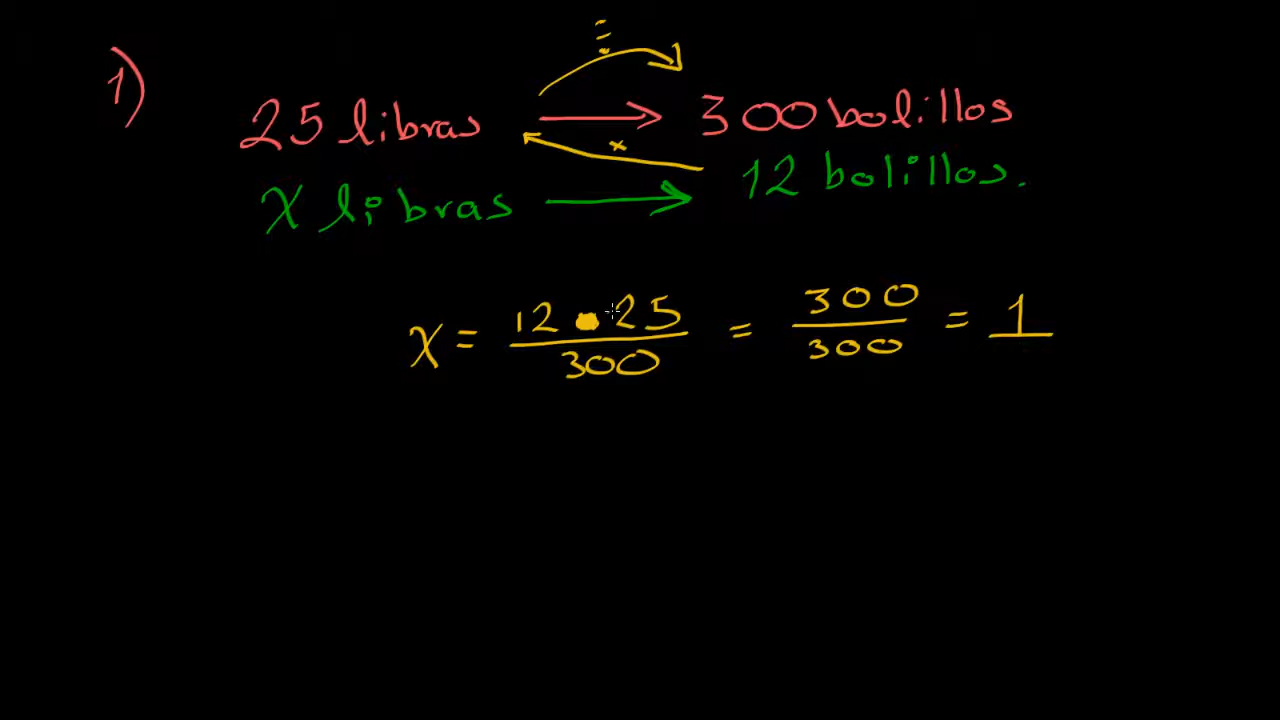 1)
÷
25 libras → 300 bolillos
×
x libras → 12 bolillos.
x = 12 · 25 / 300 = 300 / 300 = 1